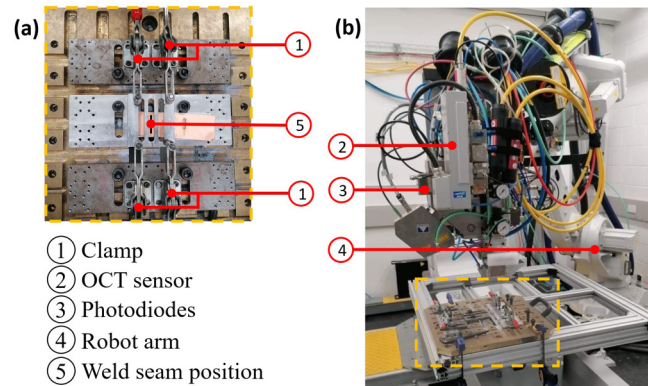 (a)
(b)
1
5
1
2
3
4
1 Clamp
2 OCT sensor
3 Photodiodes
4 Robot arm
5 Weld seam position